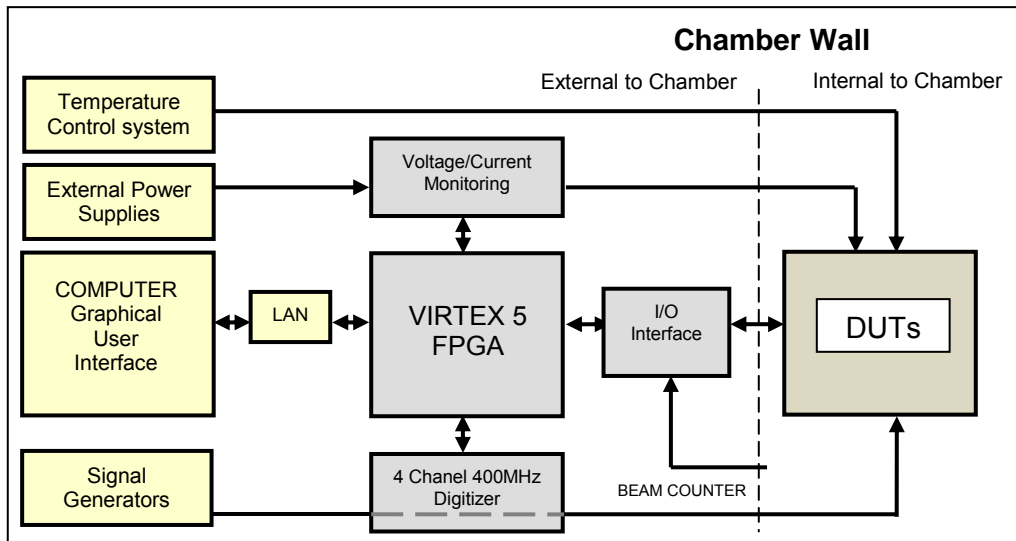 Chamber Wall
External to Chamber
Internal to Chamber
Temperature
Control system
Voltage/Current
Monitoring
External Power
Supplies
COMPUTER
Graphical
User
Interface
LAN
VIRTEX 5
FPGA
I/O
Interface
DUTs
Signal
Generators
4 Chanel 400MHz
Digitizer
BEAM COUNTER